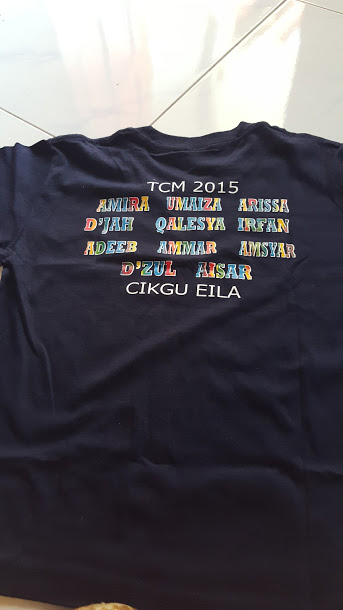 TCM 2015
AMIRA UMAIZA ARISSA
D'JAH QALESYA IRFAN
ADEEB AMMAR AMSYAR
D'ZUL AISAR
CIKGU EILA